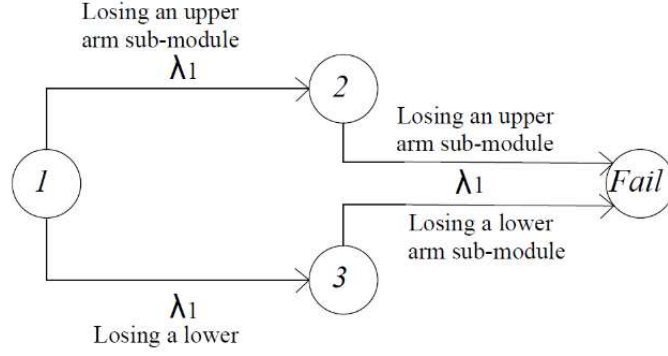 Losing an upper
arm sub-module
λ1
2
Losing an upper
arm sub-module
1
λ1
Fail
Losing a lower
arm sub-module
3
λ1
Losing a lower